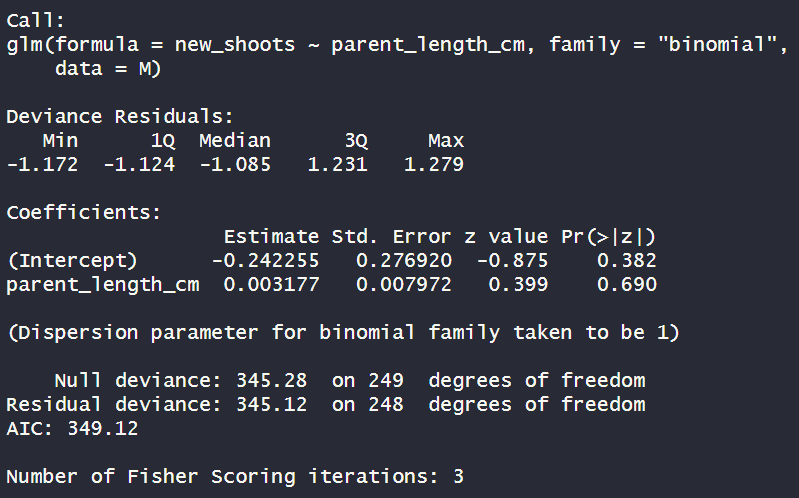 Call:
glm(formula = new_shoots ~ parent_length_cm, family = "binomial",
    data = M)

Deviance Residuals:
   Min      1Q  Median      3Q     Max
-1.172  -1.124  -1.085   1.231   1.279

Coefficients:
                  Estimate Std. Error z value Pr(>|z|)
(Intercept)      -0.242255   0.276920  -0.875    0.382
parent_length_cm  0.003177   0.007972   0.399    0.690

(Dispersion parameter for binomial family taken to be 1)

    Null deviance: 345.28  on 249  degrees of freedom
Residual deviance: 345.12  on 248  degrees of freedom
AIC: 349.12

Number of Fisher Scoring iterations: 3